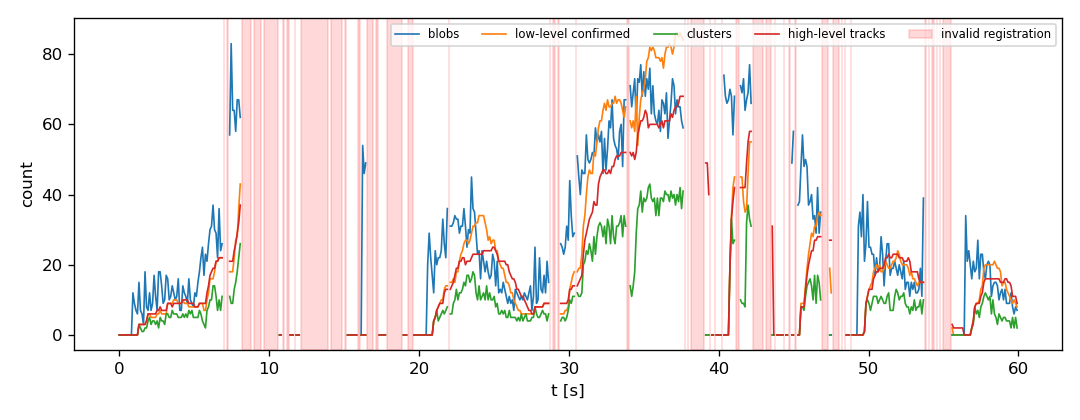 blobs low-level confirmed clusters high-level tracks invalid registration
80
60
40
20
0
count
0 10 20 30 40 50 60
t [s]